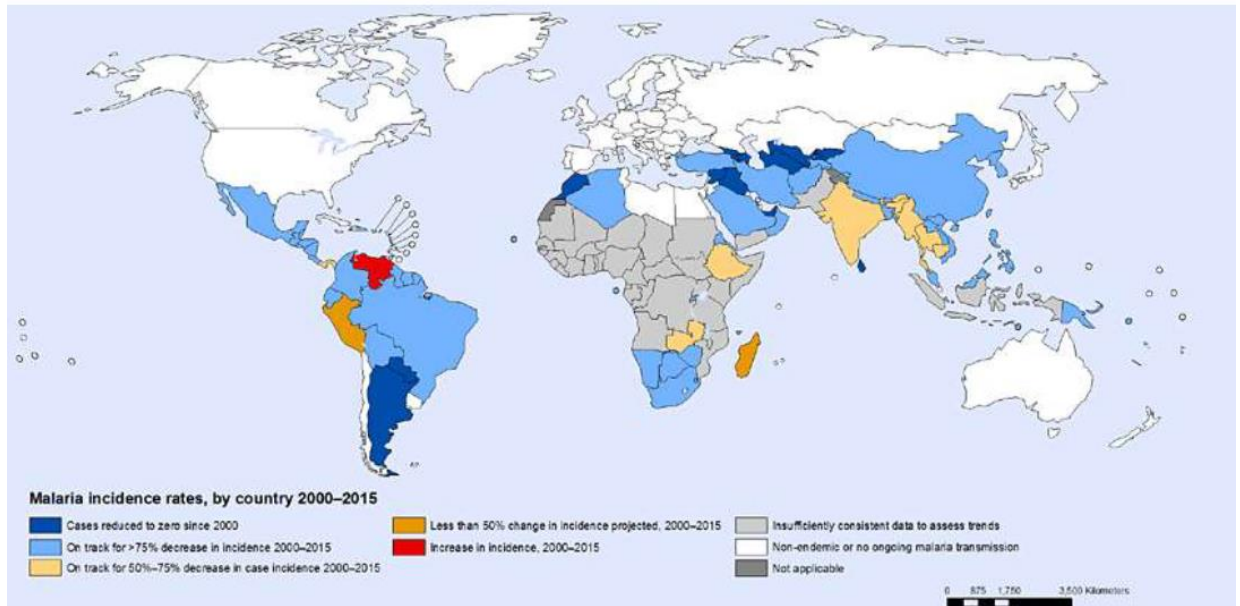 Malaria incidence rates, by country 2000–2015
Cases reduced to zero since 2000
On track for >75% decrease in incidence 2000–2015
On track for 50%–75% decrease in case incidence 2000–2015
Less than 50% change in incidence projected, 2000–2015
Increase in incidence, 2000–2015
Insufficiently consistent data to assess trends
Non-endemic or no ongoing malaria transmission
Not applicable
0 875 1,750 3,500 Kilometers